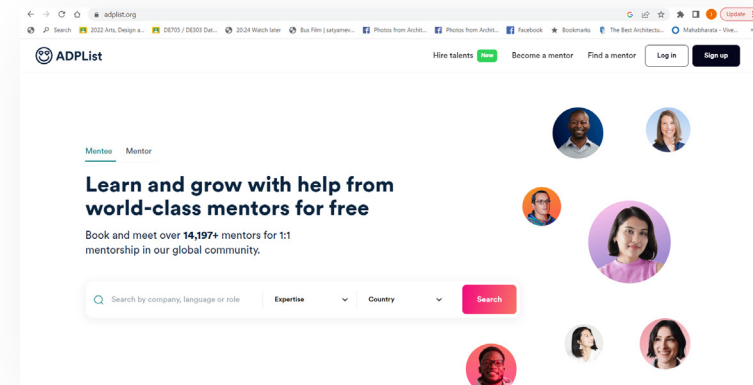 adplist.org
Update
Search
2022 Arts, Design a...
DE705 / DE303 Dat...
20:24 Watch later
Bus Film | satyamev...
Photos from Archit...
Photos from Archit...
Facebook
Bookmarks
The Best Architectu...
Mahabharata - Vive...
ADPList
Hire talents New
Become a mentor
Find a mentor
Log in
Sign up
Mentee Mentor
Learn and grow with help from
world-class mentors for free
Book and meet over 14,197+ mentors for 1:1
mentorship in our global community.
Search by company, language or role
Expertise
Country
Search